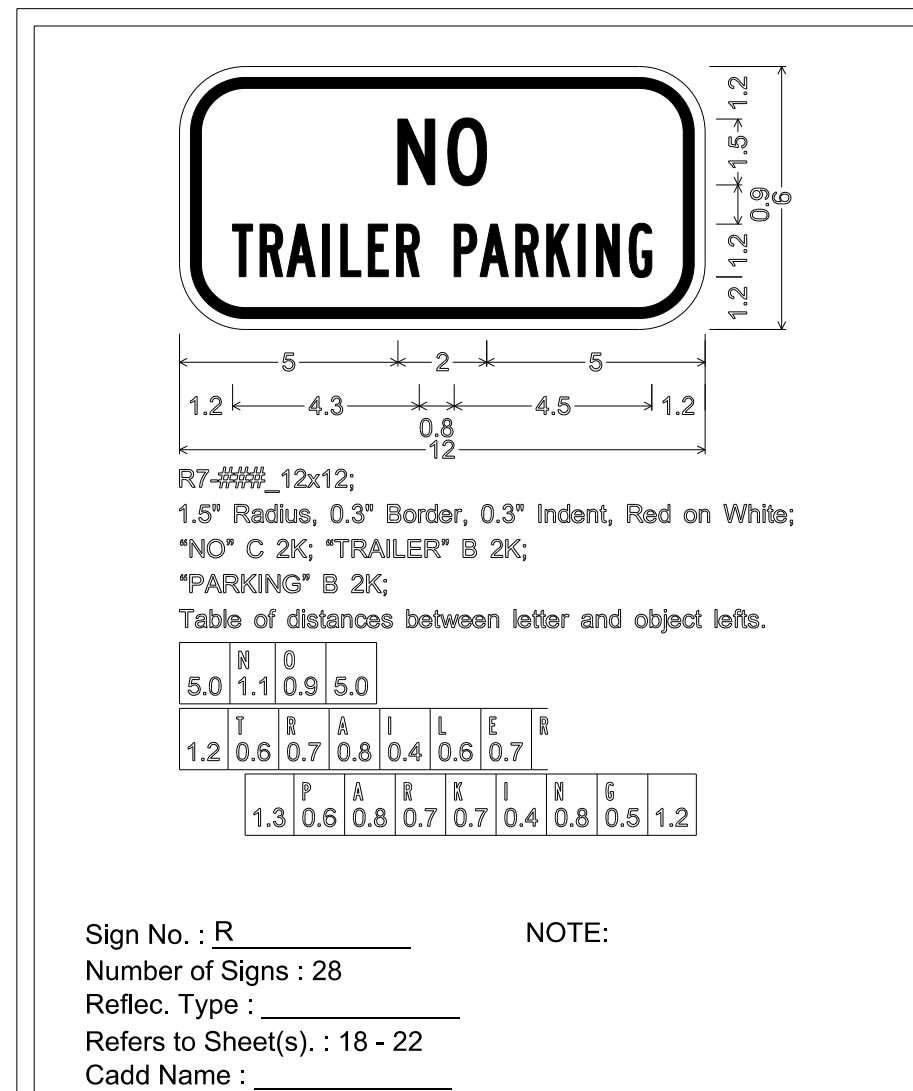 NO
TRAILER PARKING
1.2
1.5
0.9
6
1.2
1.2
5 2 5
1.2 4.3 4.5 1.2
0.8
12
R7-###_12x12;
1.5" Radius, 0.3" Border, 0.3" Indent, Red on White;
“NO” C 2K; “TRAILER” B 2K;
“PARKING” B 2K;
Table of distances between letter and object lefts.
N O
5.0 1.1 0.9 5.0
T R A I L E R
1.2 0.6 0.7 0.8 0.4 0.6 0.7
P A R K I N G
1.3 0.6 0.8 0.7 0.7 0.4 0.8 0.5 1.2
Sign No. : R NOTE:
Number of Signs : 28
Reflec. Type :
Refers to Sheet(s). : 18 - 22
Cadd Name :